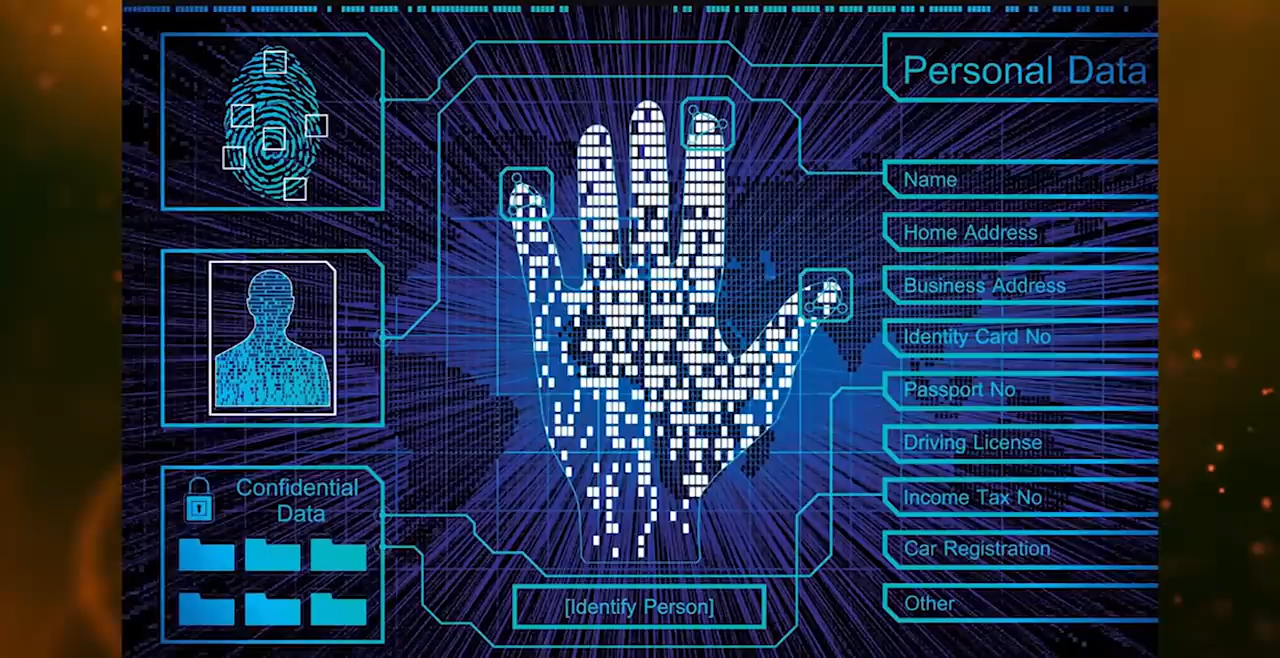 Personal Data
Name
Home Address
Business Address
Identity Card No
Passport No
Driving License
Income Tax No
Car Registration
Other
Confidential
Data
[Identify Person]